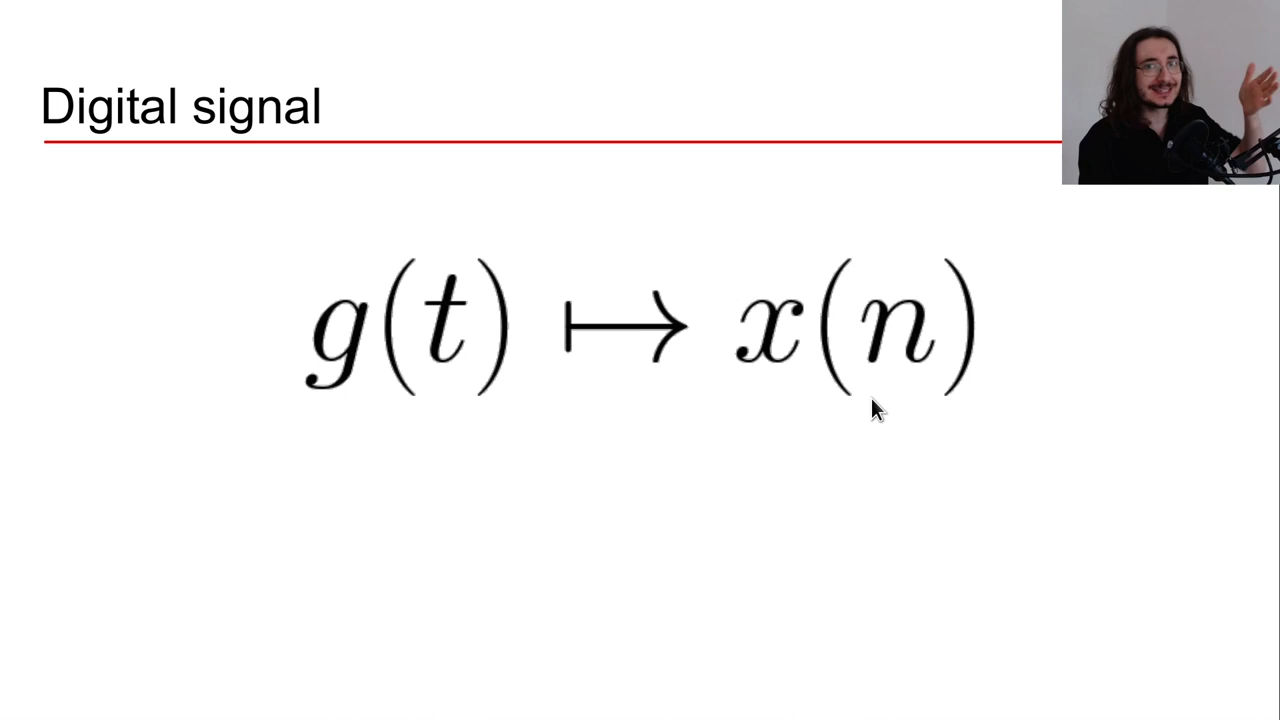 Digital signal
g(t) ↦ x(n)